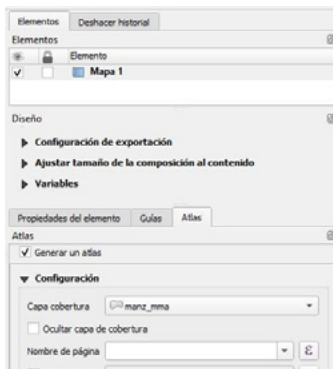 Elementos Deshacer historial
Elementos
Elemento
Mapa 1
Diseño
Configuración de exportación
Ajustar tamaño de la composición al contenido
Variables
Propiedades del elemento Guías Atlas
Atlas
Generar un atlas
Configuración
Capa cobertura manz_mma
Ocultar capa de cobertura
Nombre de página ε